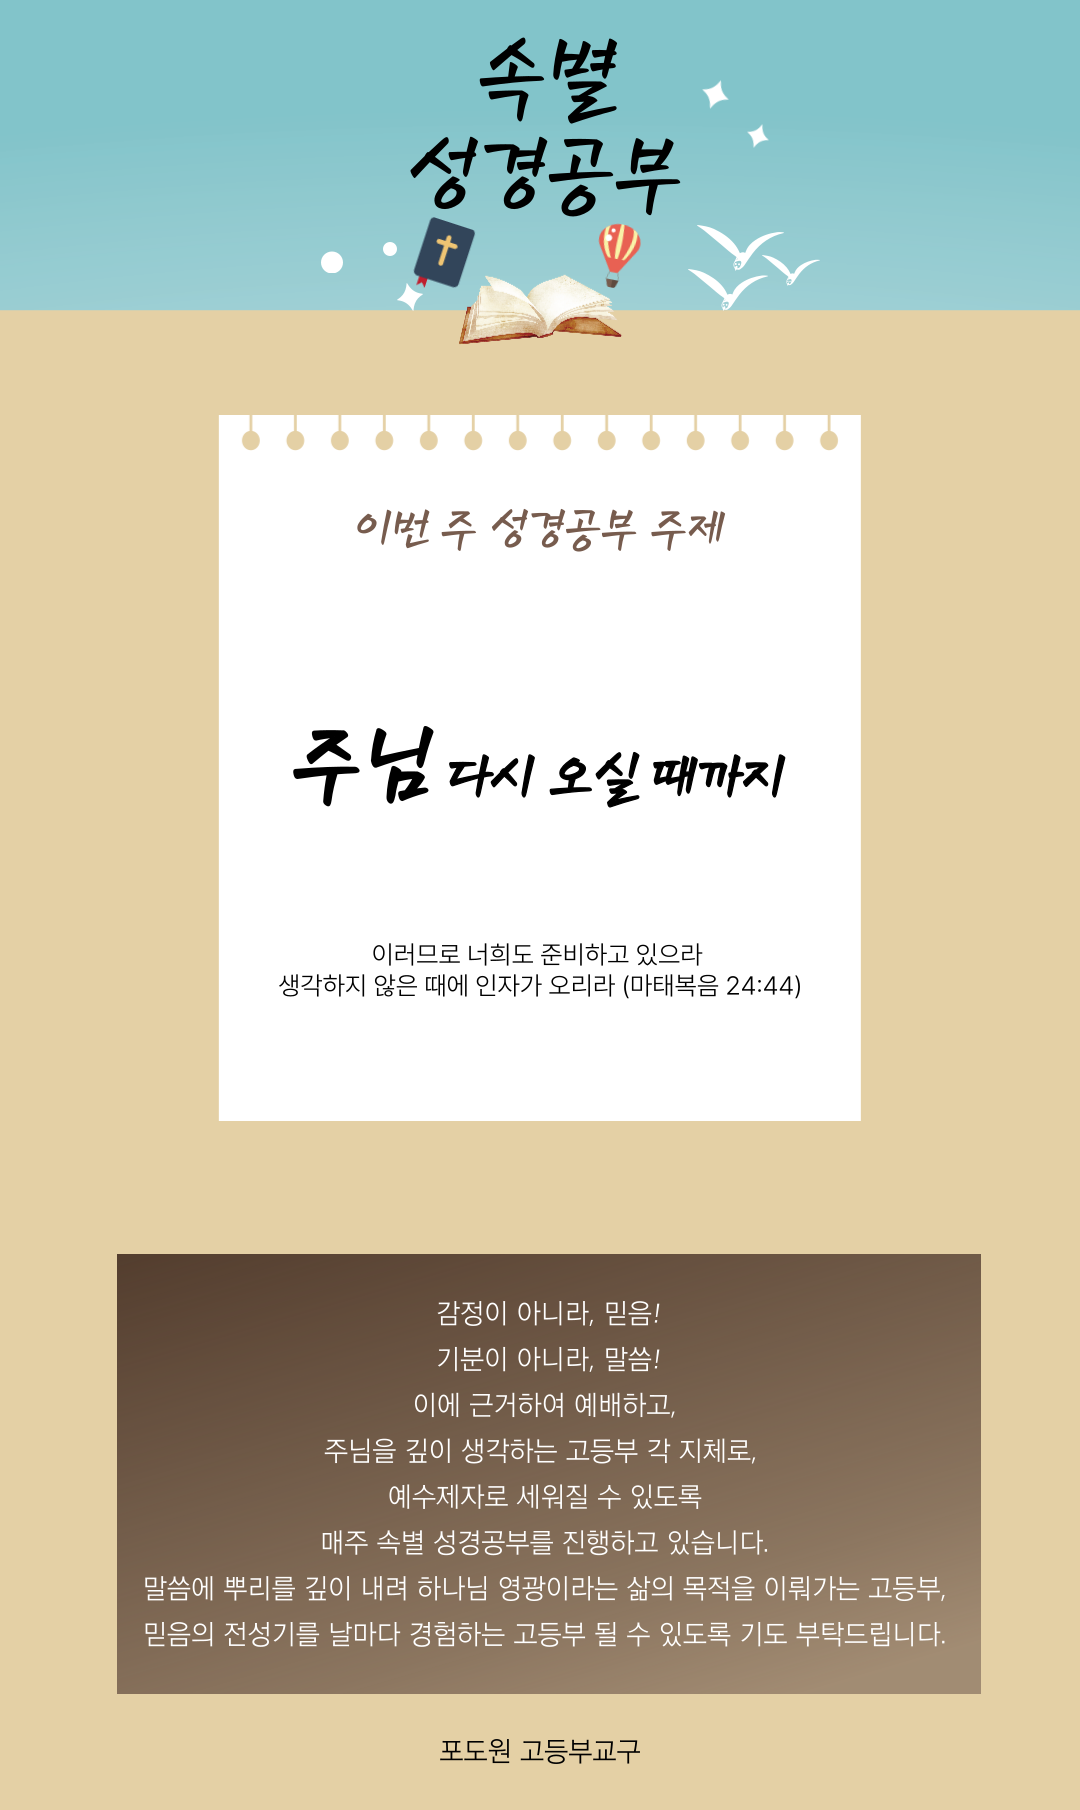 속별
성경공부
이번 주 성경공부 주제
주님 다시 오실 때까지
이러므로 너희도 준비하고 있으라
생각하지 않은 때에 인자가 오리라 (마태복음 24:44)
감정이 아니라, 믿음!
기분이 아니라, 말씀!
이에 근거하여 예배하고,
주님을 깊이 생각하는 고등부 각 지체로,
예수제자로 세워질 수 있도록
매주 속별 성경공부를 진행하고 있습니다.
말씀에 뿌리를 깊이 내려 하나님 영광이라는 삶의 목적을 이뤄가는 고등부,
믿음의 전성기를 날마다 경험하는 고등부 될 수 있도록 기도 부탁드립니다.
포도원 고등부교구